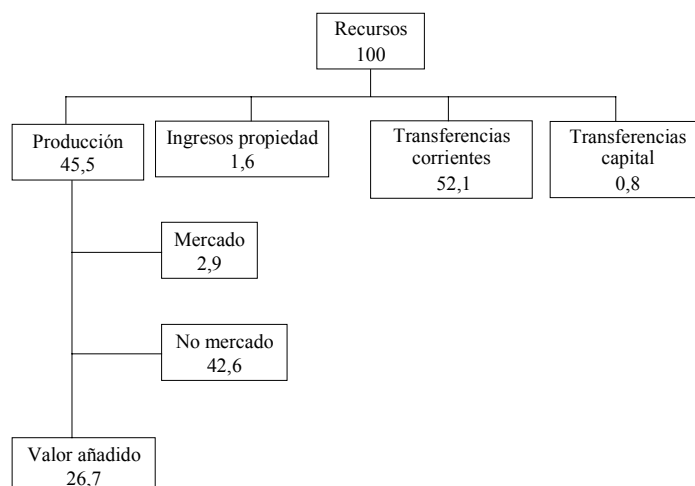 Recursos
100
Producción
45,5
Ingresos propiedad
1,6
Transferencias
corrientes
52,1
Transferencias
capital
0,8
Mercado
2,9
No mercado
42,6
Valor añadido
26,7